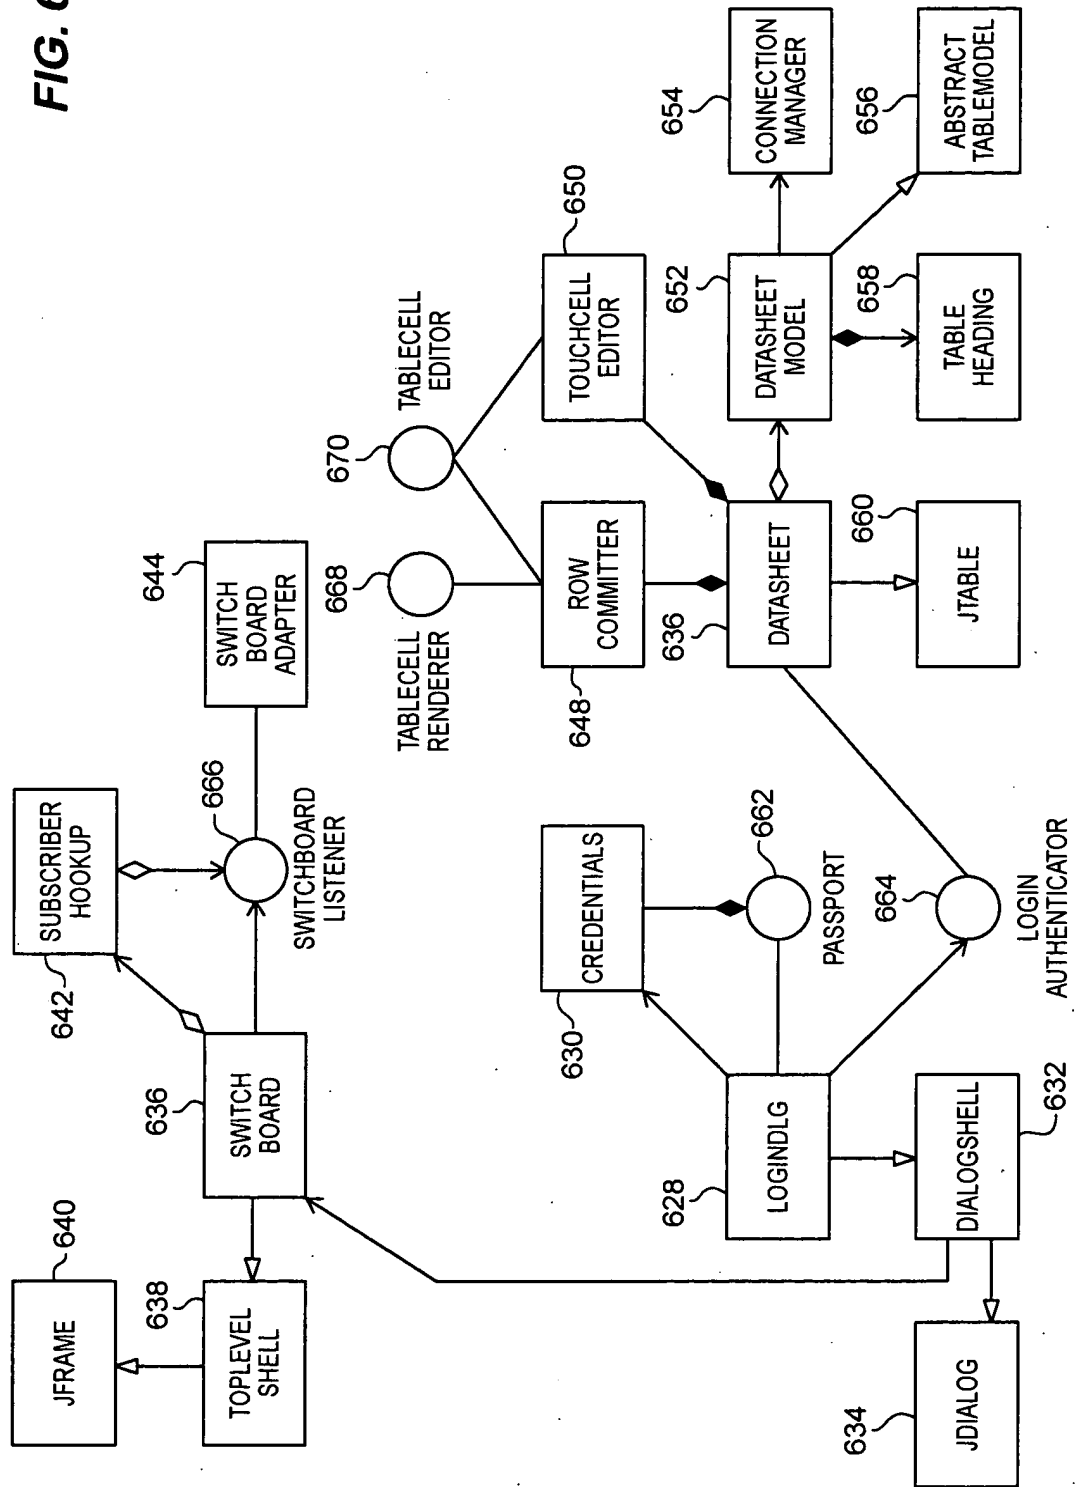 FIG. 6
JFRAME
640
SUBSCRIBER
HOOKUP
642
TOPLEVEL
SHELL
638
SWITCH
BOARD
636
666
SWITCHBOARD
LISTENER
SWITCH
BOARD
ADAPTER
644
TABLECELL
RENDERER
668
670
TABLECELL
EDITOR
CREDENTIALS
630
ROW
COMMITTER
648
TOUCHCELL
EDITOR
650
LOGINDLG
628
662
PASSPORT
DATASHEET
636
DATASHEET
MODEL
652
CONNECTION
MANAGER
654
JDIALOG
634
DIALOGSHELL
632
664
LOGIN
AUTHENTICATOR
JTABLE
660
TABLE
HEADING
658
ABSTRACT
TABLEMODEL
656